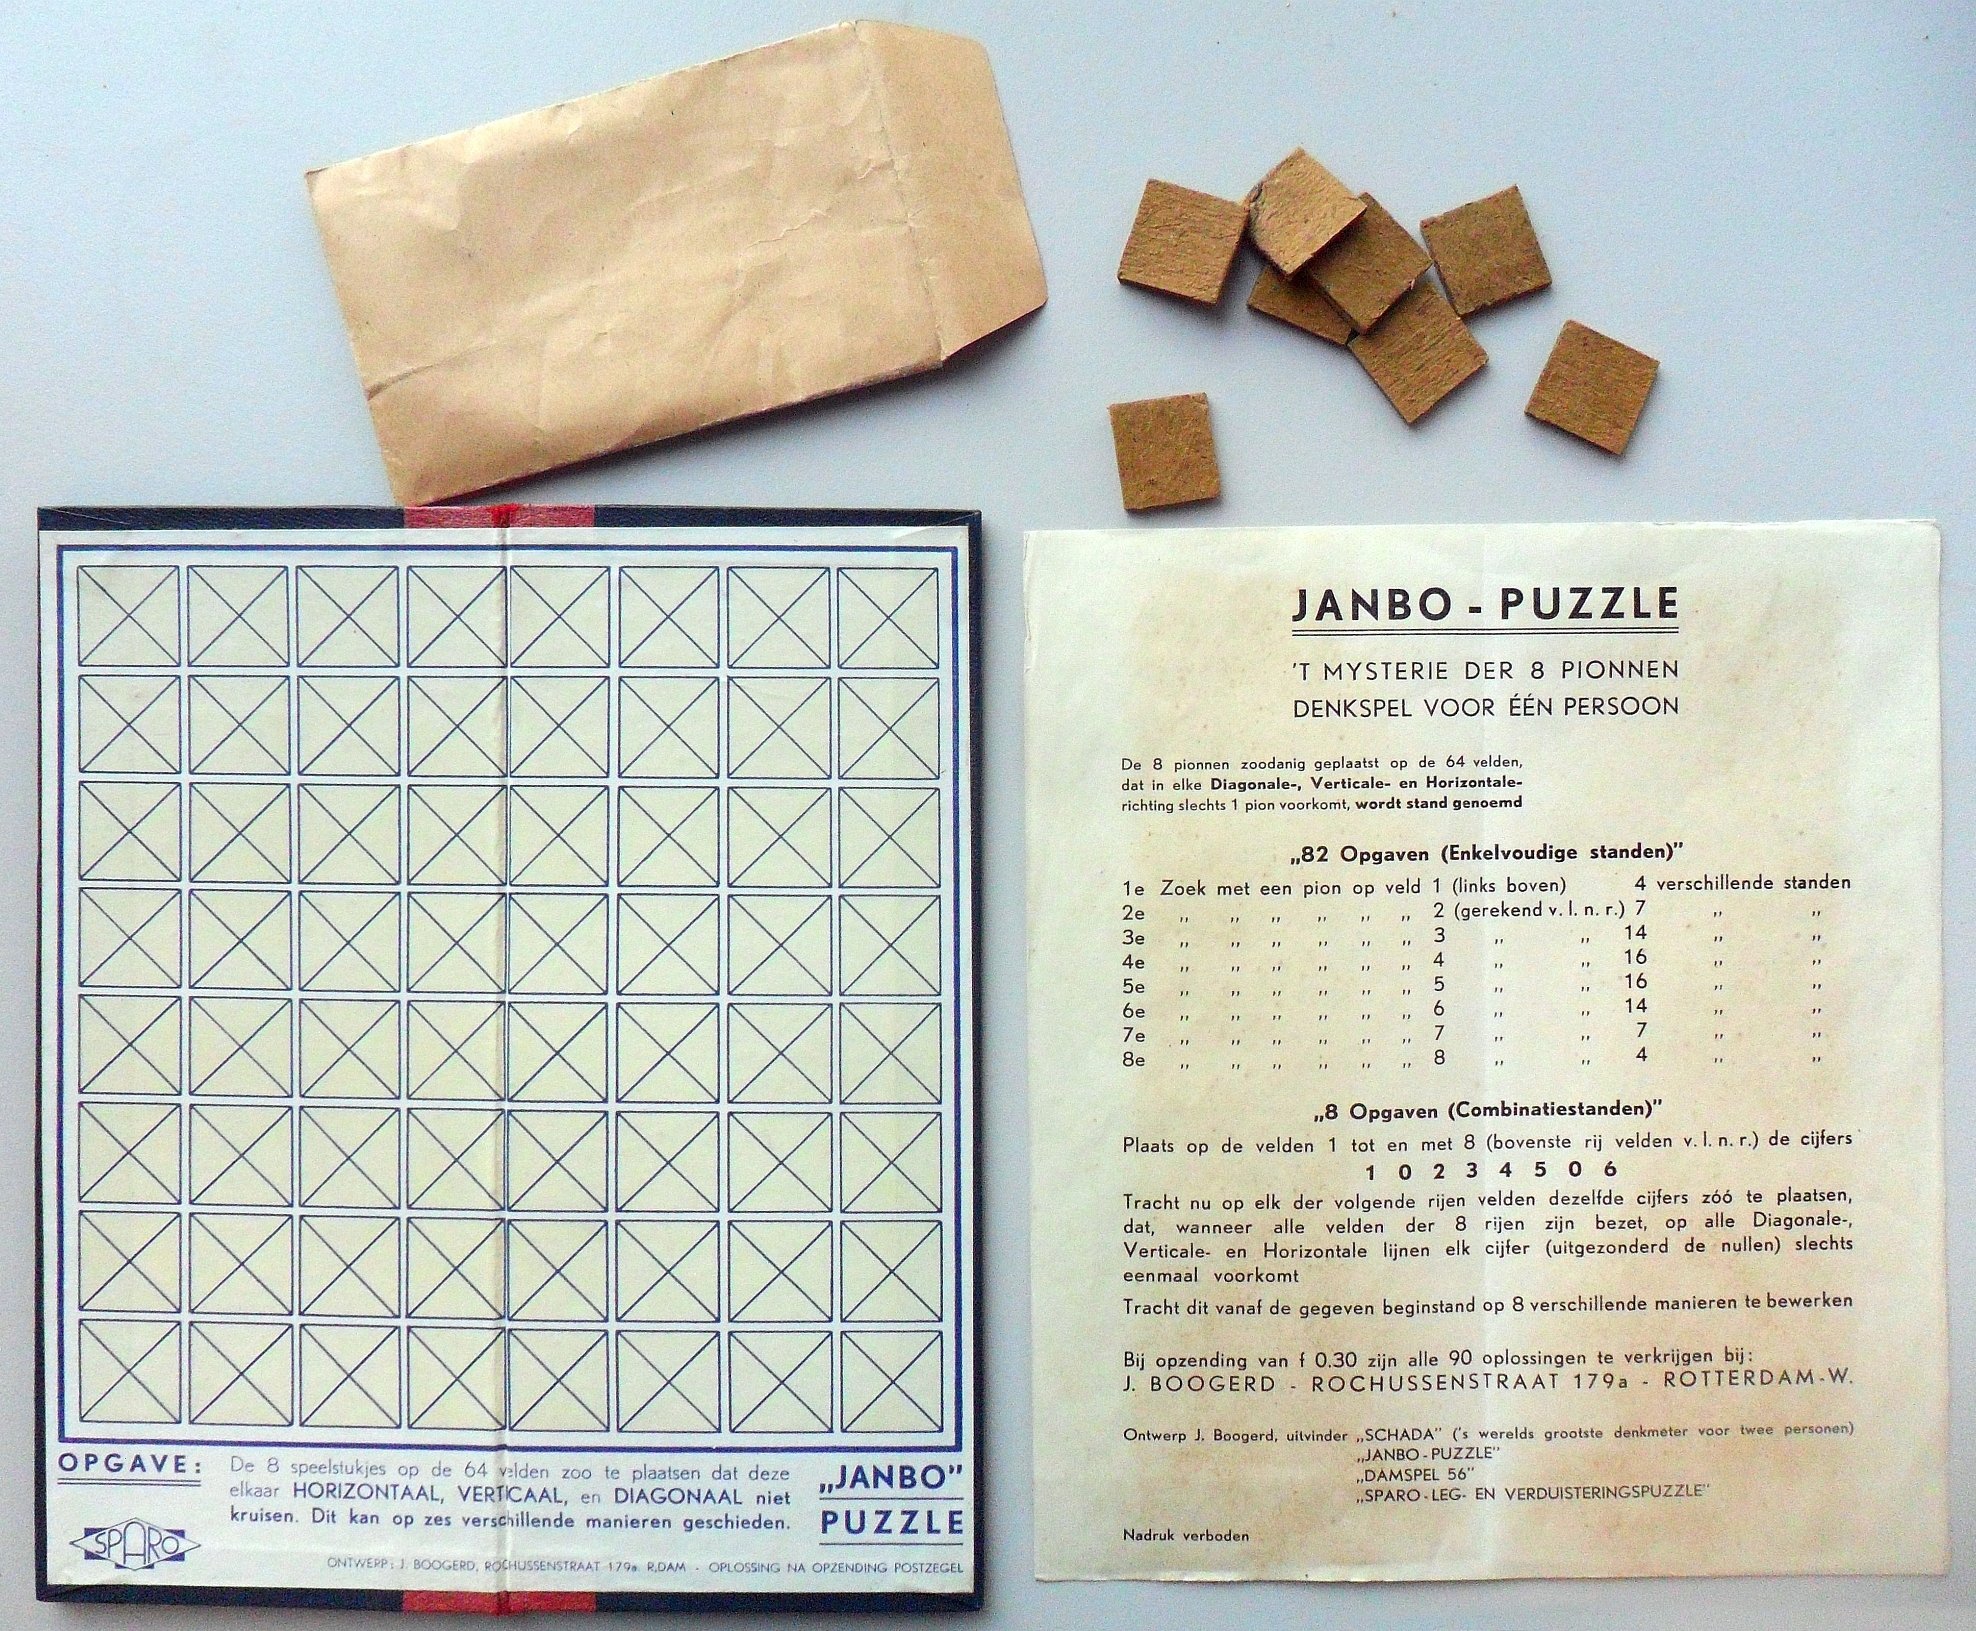 OPGAVE:
De 8 speelstukjes op de 64 velden zoo te plaatsen dat deze
elkaar HORIZONTAAL, VERTICAAL, en DIAGONAAL niet
kruisen. Dit kan op zes verschillende manieren geschieden.
„JANBO”
PUZZLE
SPARO
ONTWERP: J. BOOGERD, ROCHUSSENSTRAAT 179a R,DAM - OPLOSSING NA OPZENDING POSTZEGEL
JANBO - PUZZLE
'T MYSTERIE DER 8 PIONNEN
DENKSPEL VOOR ÉÉN PERSOON
De 8 pionnen zoodanig geplaatst op de 64 velden,
dat in elke Diagonale-, Verticale- en Horizontale-
richting slechts 1 pion voorkomt, wordt stand genoemd
„82 Opgaven (Enkelvoudige standen)”
1e Zoek met een pion op veld 1 (links boven) 4 verschillende standen
2e „ „ „ „ „ „ 2 (gerekend v. l. n. r.) 7 „ „
3e „ „ „ „ „ „ 3 „ „ 14 „ „
4e „ „ „ „ „ „ 4 „ „ 16 „ „
5e „ „ „ „ „ „ 5 „ „ 16 „ „
6e „ „ „ „ „ „ 6 „ „ 14 „ „
7e „ „ „ „ „ „ 7 „ „ 7 „ „
8e „ „ „ „ „ „ 8 „ „ 4 „ „
„8 Opgaven (Combinatiestanden)”
Plaats op de velden 1 tot en met 8 (bovenste rij velden v. l. n. r.) de cijfers
1 0 2 3 4 5 0 6
Tracht nu op elk der volgende rijen velden dezelfde cijfers zóó te plaatsen,
dat, wanneer alle velden der 8 rijen zijn bezet, op alle Diagonale-,
Verticale- en Horizontale lijnen elk cijfer (uitgezonderd de nullen) slechts
eenmaal voorkomt
Tracht dit vanaf de gegeven beginstand op 8 verschillende manieren te bewerken
Bij opzending van f 0.30 zijn alle 90 oplossingen te verkrijgen bij:
J. BOOGERD - ROCHUSSENSTRAAT 179a - ROTTERDAM-W.
Ontwerp J. Boogerd, uitvinder „SCHADA” ('s werelds grootste denkmeter voor twee personen)
„JANBO-PUZZLE”
„DAMSPEL 56”
„SPARO-LEG- EN VERDUISTERINGSPUZZLE”
Nadruk verboden